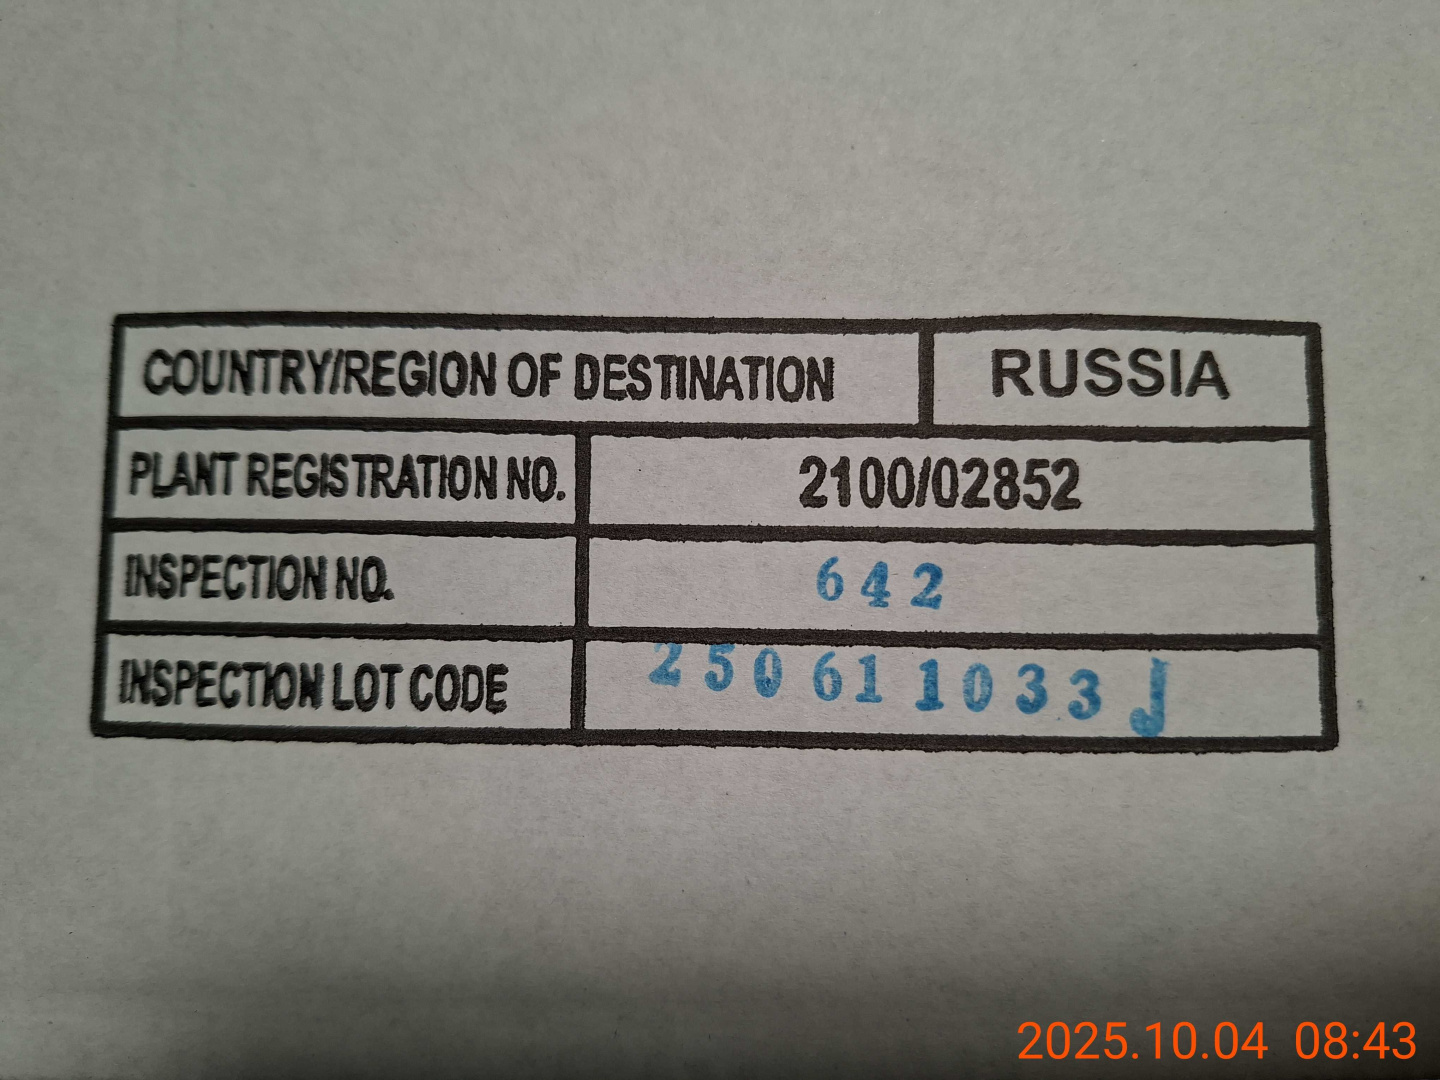 COUNTRY/REGION OF DESTINATION RUSSIA
PLANT REGISTRATION NO. 2100/02852
INSPECTION NO. 642
INSPECTION LOT CODE 250611033J
2025.10.04 08:43